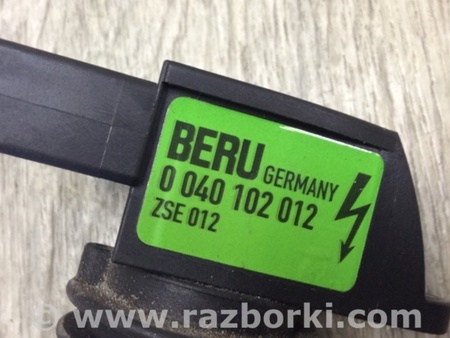 BERU GERMANY
0 040 102 012
ZSE 012
© www.razborki.com